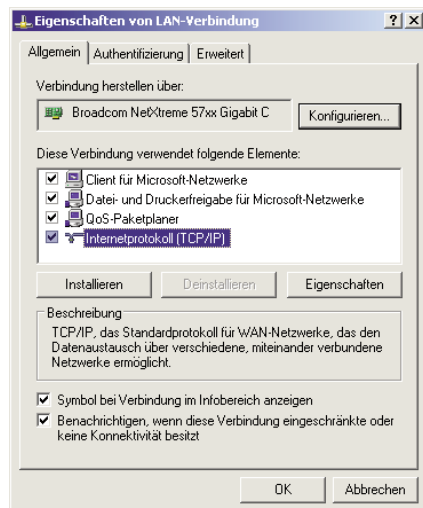 Eigenschaften von LAN-Verbindung
Allgemein Authentifizierung Erweitert
Verbindung herstellen über:
Broadcom NetXtreme 57xx Gigabit C Konfigurieren...
Diese Verbindung verwendet folgende Elemente:
Client für Microsoft-Netzwerke
Datei- und Druckerfreigabe für Microsoft-Netzwerke
QoS-Paketplaner
Internetprotokoll (TCP/IP)
Installieren Deinstallieren Eigenschaften
Beschreibung
TCP/IP, das Standardprotokoll für WAN-Netzwerke, das den
Datenaustausch über verschiedene, miteinander verbundene
Netzwerke ermöglicht.
Symbol bei Verbindung im Infobereich anzeigen
Benachrichtigen, wenn diese Verbindung eingeschränkte oder
keine Konnektivität besitzt
OK Abbrechen